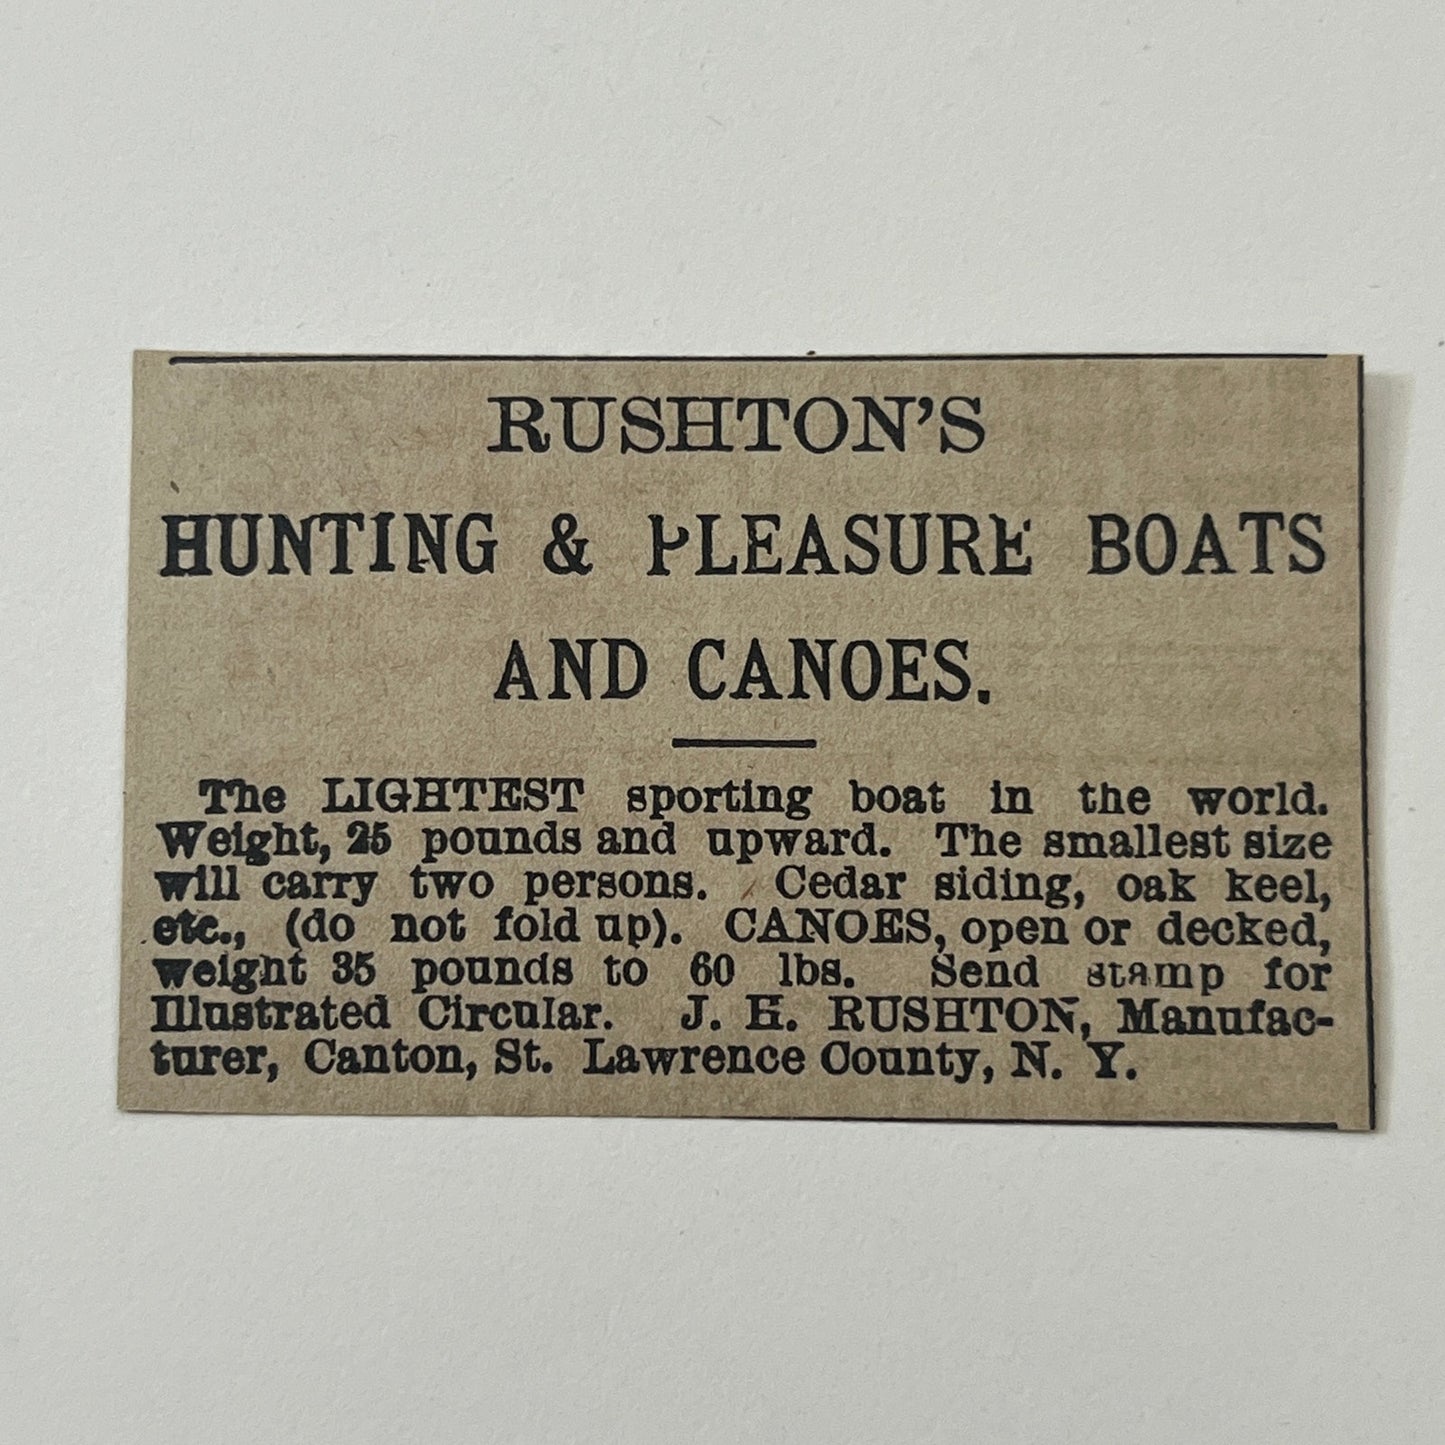 RUSHTON'S
HUNTING & PLEASURE BOATS
AND CANOES.
The LIGHTEST sporting boat in the world.
Weight, 25 pounds and upward. The smallest size
will carry two persons. Cedar siding, oak keel,
etc., (do not fold up). CANOES, open or decked,
weight 35 pounds to 60 lbs. Send stamp for
Illustrated Circular. J. H. RUSHTON, Manufac-
turer, Canton, St. Lawrence County, N. Y.